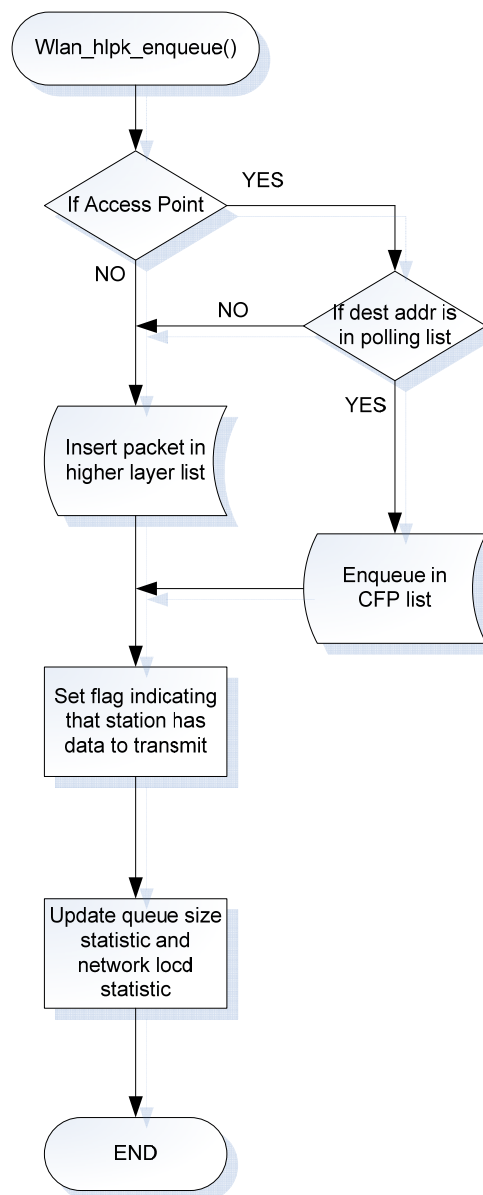 Wlan_hlpk_enqueue()
If Access Point
YES
NO
If dest addr is
in polling list
NO
YES
Insert packet in
higher layer list
Enqueue in
CFP list
Set flag indicating
that station has
data to transmit
Update queue size
statistic and
network locd
statistic
END